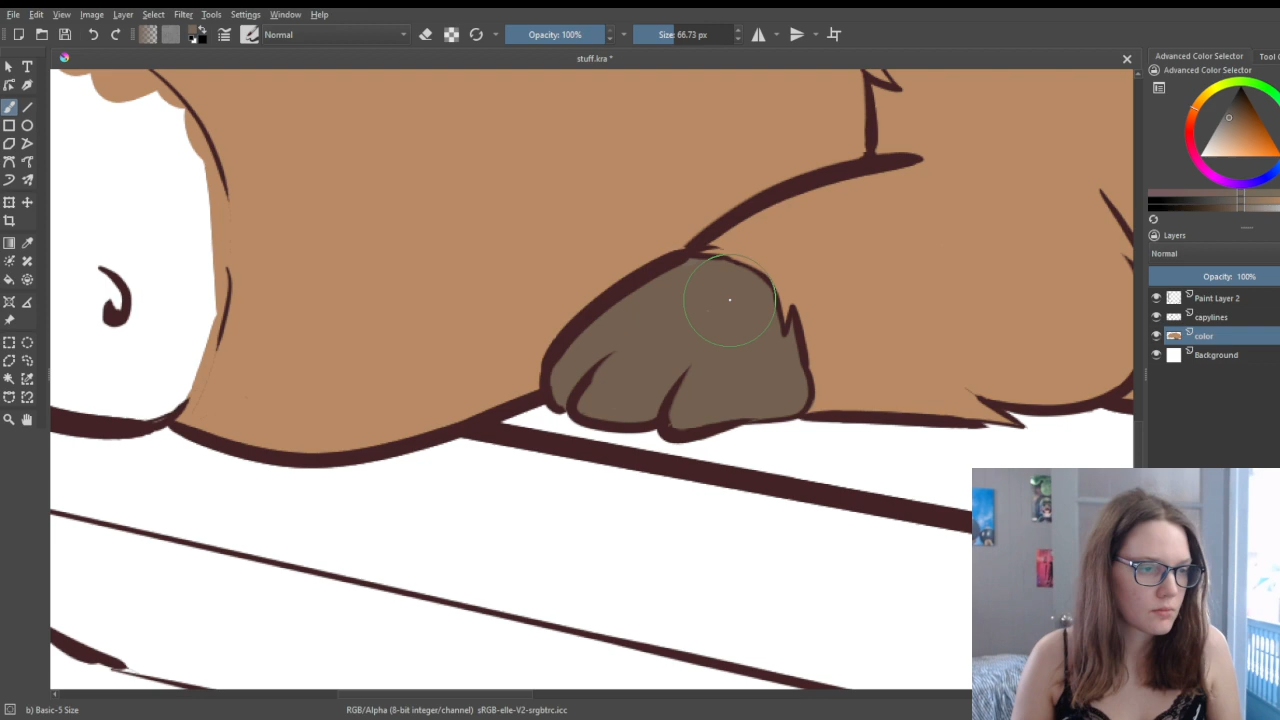 File Edit View Image Layer Select Filter Tools Settings Window Help
Normal Opacity: 100% Size: 66.73 px
stuff.kra *
Advanced Color Selector Tool O
Advanced Color Selector
Layers
Normal
Opacity: 100%
Paint Layer 2
capylines
color
Background
b) Basic-5 Size RGB/Alpha (8-bit integer/channel) sRGB-elle-V2-srgbtrc.icc